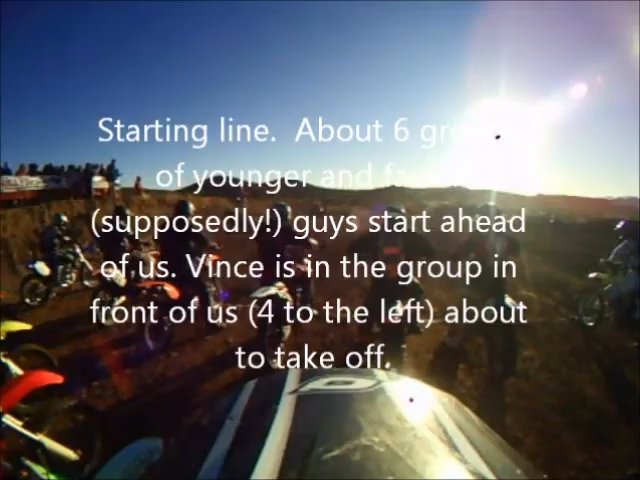 Starting line. About 6
of younger and
(supposedly!) guys start ahead
of us. Vince is in the group in
front of us (4 to the left) about
to take off.